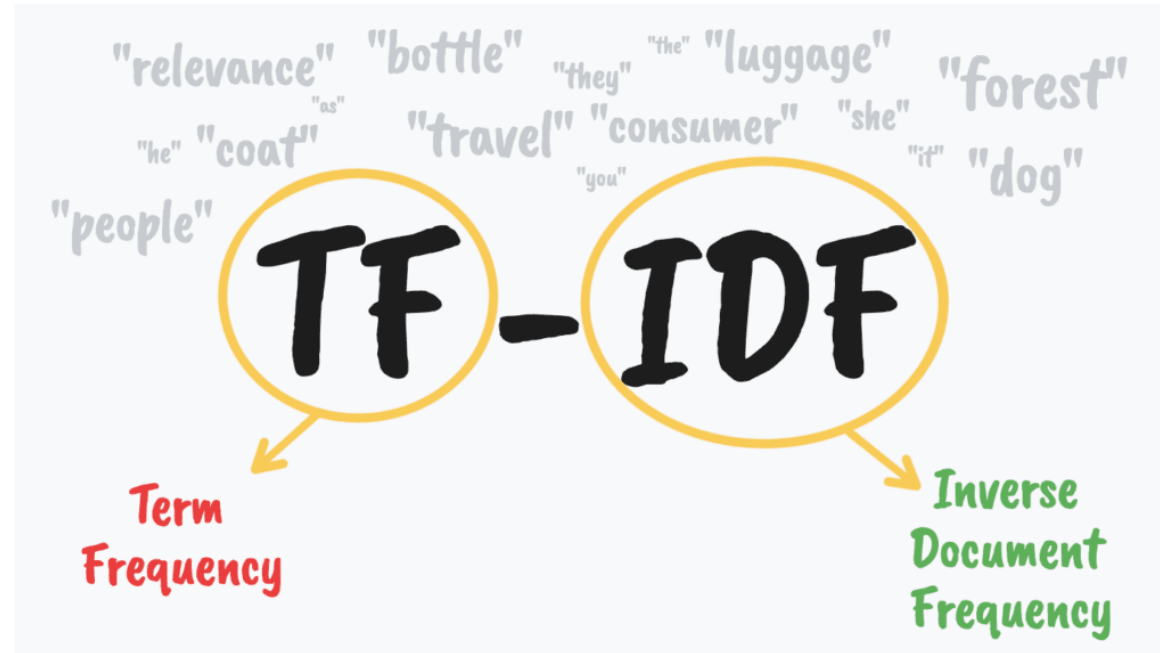 "relevance" "bottle" "they" "the" "luggage" "forest"
"as"
"he" "coat" "travel" "consumer" "she"
"you" "it" "dog"
"people"
TF-IDF
Term
Frequency
Inverse
Document
Frequency